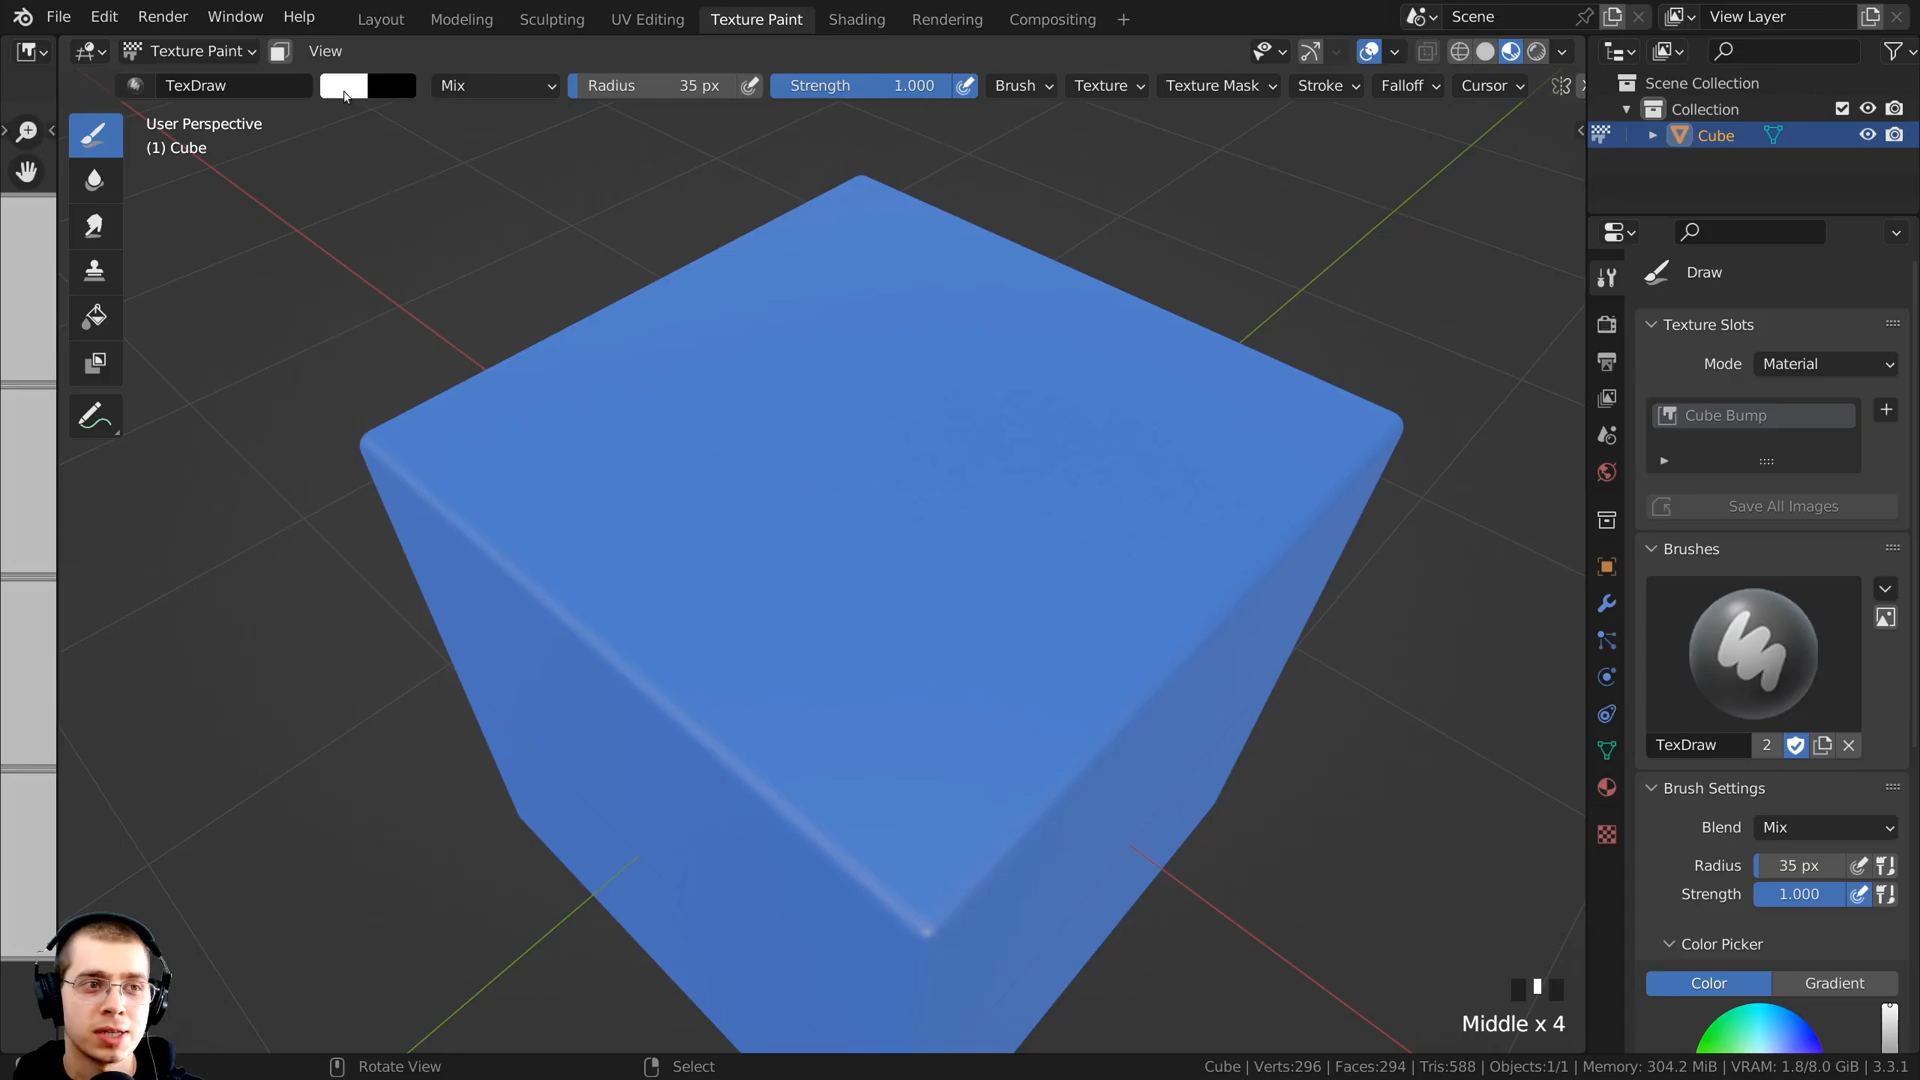 File Edit Render Window Help Layout Modeling Sculpting UV Editing Texture Paint Shading Rendering Compositing + Scene View Layer
Texture Paint View
TexDraw Mix Radius 35 px Strength 1.000 Brush Texture Texture Mask Stroke Falloff Cursor
User Perspective
(1) Cube
Scene Collection
Collection
Cube
Draw
Texture Slots
Mode Material
Cube Bump
Save All Images
Brushes
TexDraw 2
Brush Settings
Blend Mix
Radius 35 px
Strength 1.000
Color Picker
Color Gradient
Middle x 4
Rotate View Select Cube | Verts:296 | Faces:294 | Tris:588 | Objects:1/1 | Memory: 304.2 MiB | VRAM: 1.8/8.0 GiB | 3.3.1